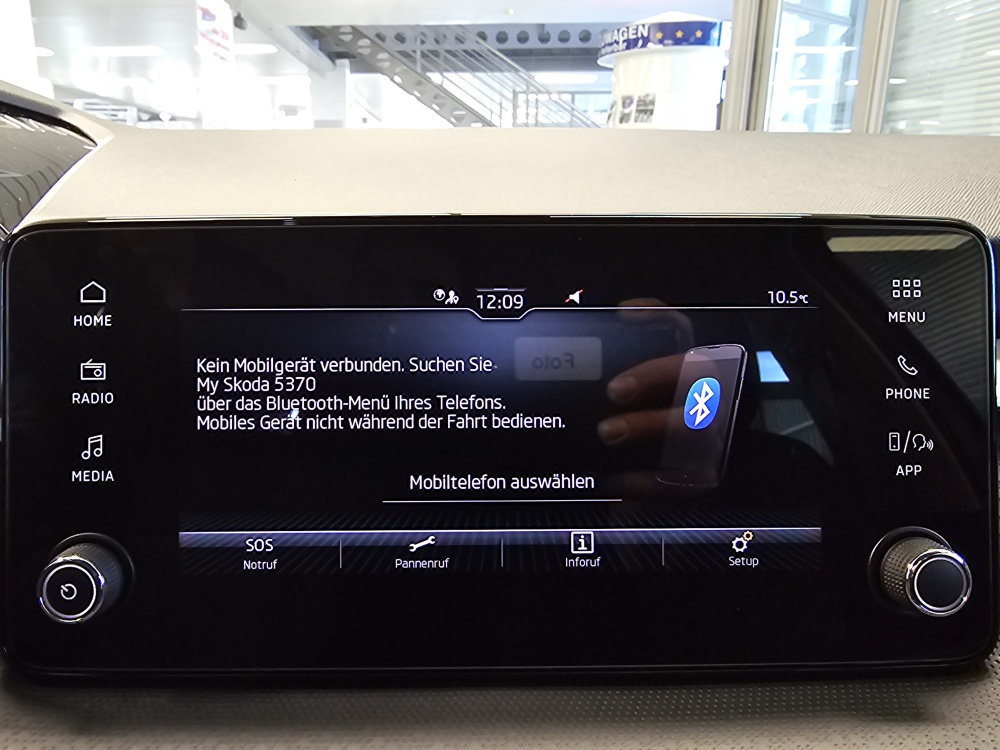 WAGEN
12:09
10.5°C
HOME
RADIO
MEDIA
Kein Mobilgerät verbunden. Suchen Sie
My Skoda 5370
über das Bluetooth-Menü Ihres Telefons.
Mobiles Gerät nicht während der Fahrt bedienen.
Foto
Mobiltelefon auswählen
SOS
Notruf
Pannenruf
i
Inforuf
Setup
MENU
PHONE
APP